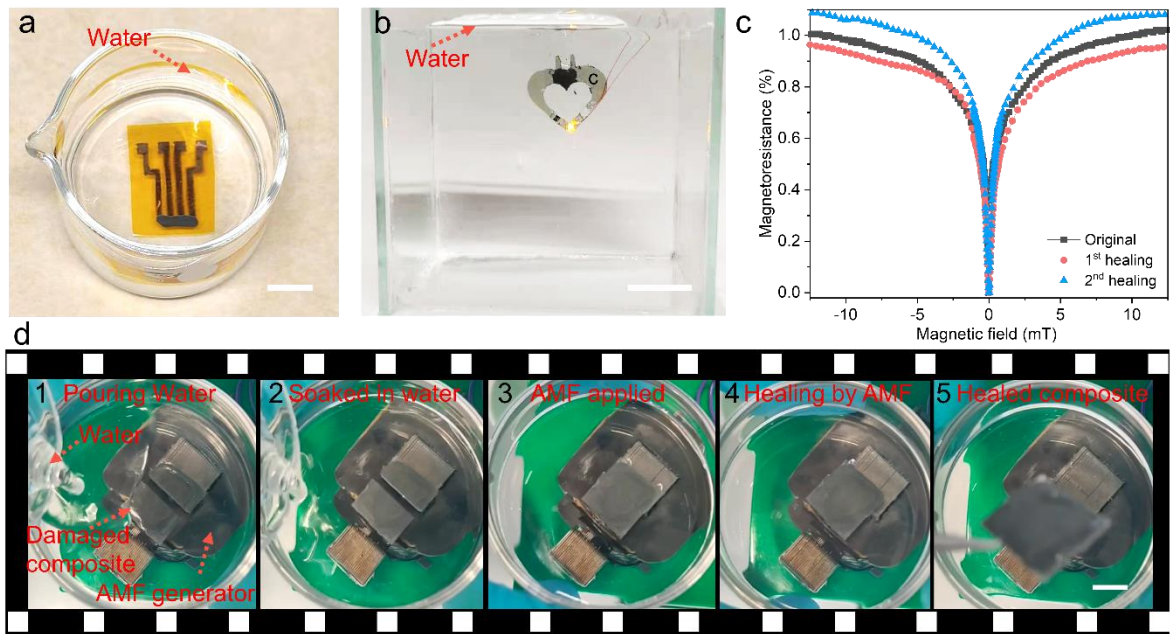 a
Water
b
Water
c
c
Magnetoresistance (%)
1.0
0.8
0.6
0.4
0.2
0.0
Original
1st healing
2nd healing
-10
-5
0
5
10
Magnetic field (mT)
d
1 Pouring Water
Water
Damaged
composite
AMF generator
2 Soaked in water
3 AMF applied
4 Healing by AMF
5 Healed composite